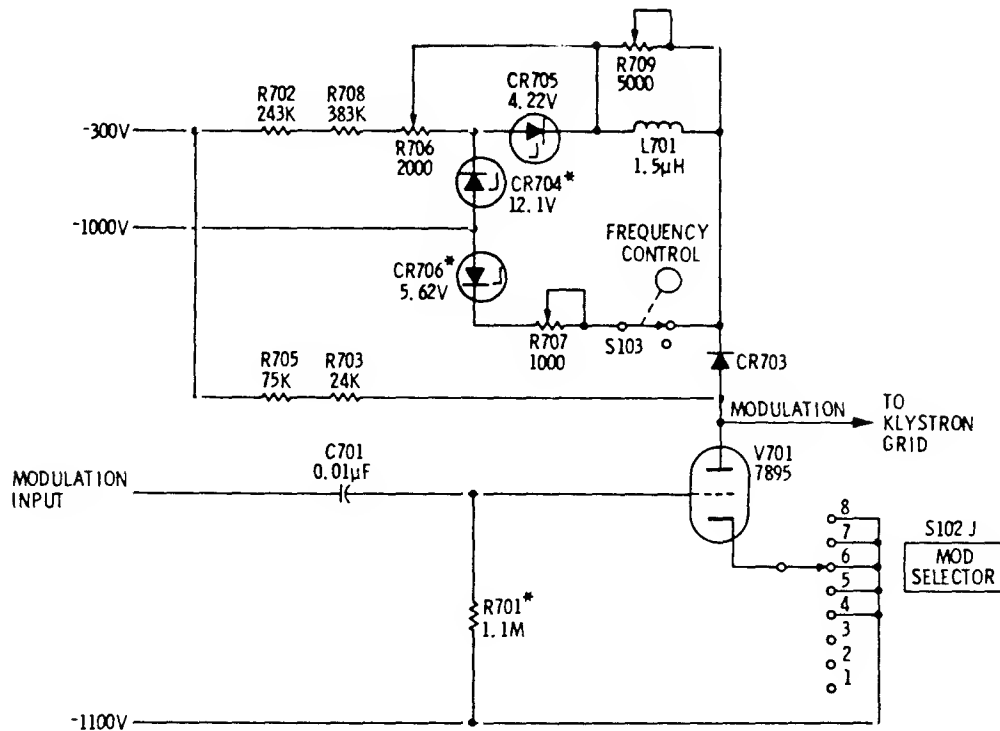 R709
5000
CR705
4.22V
R702
243K
R708
383K
-300V
R706
2000
L701
1.5µH
CR704*
12.1V
-1000V
FREQUENCY
CONTROL
CR706*
5.62V
R707
1000
S103
CR703
R705
75K
R703
24K
MODULATION
TO
KLYSTRON
GRID
C701
0.01µF
V701
7895
MODULATION
INPUT
8
7
6
5
4
3
2
1
S102 J
MOD
SELECTOR
R701*
1.1M
-1100V